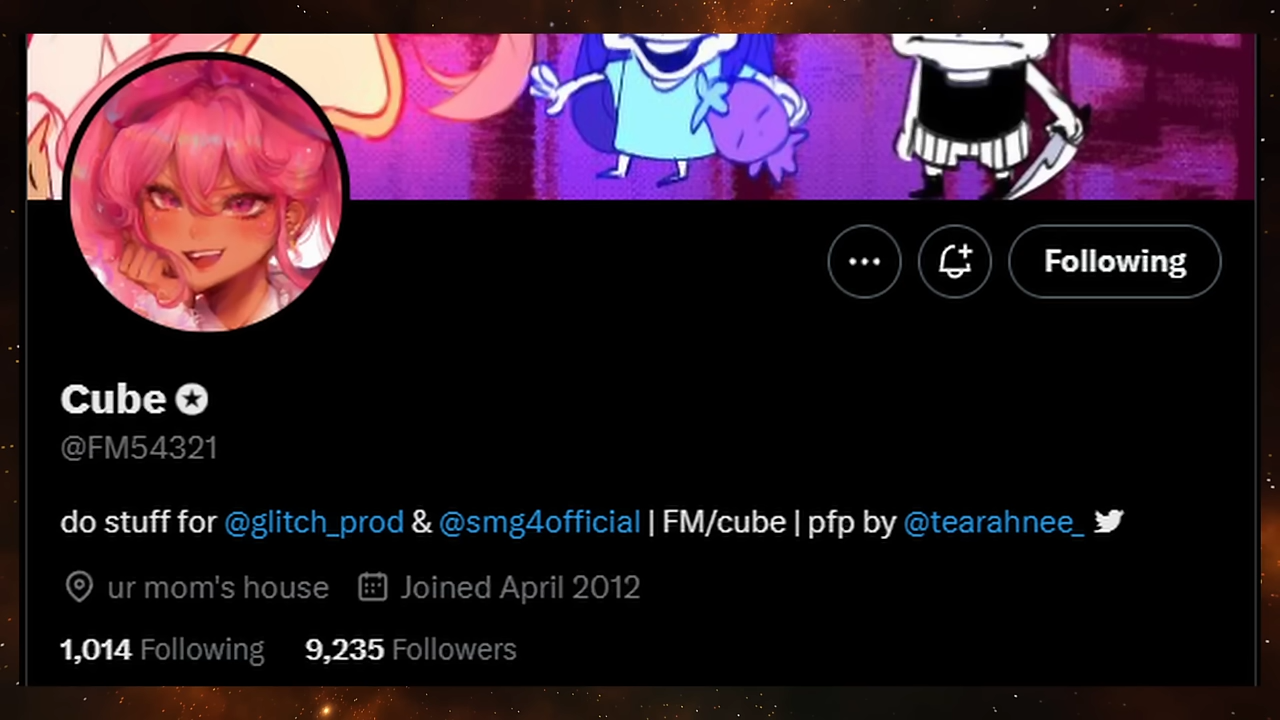 Following
Cube
@FM54321
do stuff for @glitch_prod & @smg4official | FM/cube | pfp by @tearahnee_
ur mom's house Joined April 2012
1,014 Following 9,235 Followers